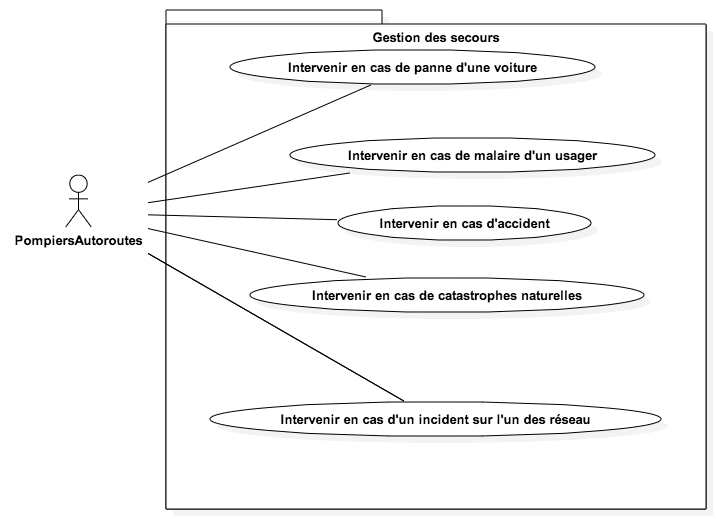 Gestion des secours
Intervenir en cas de panne d'une voiture
Intervenir en cas de malaire d'un usager
Intervenir en cas d'accident
PompiersAutoroutes
Intervenir en cas de catastrophes naturelles
Intervenir en cas d'un incident sur l'un des réseau